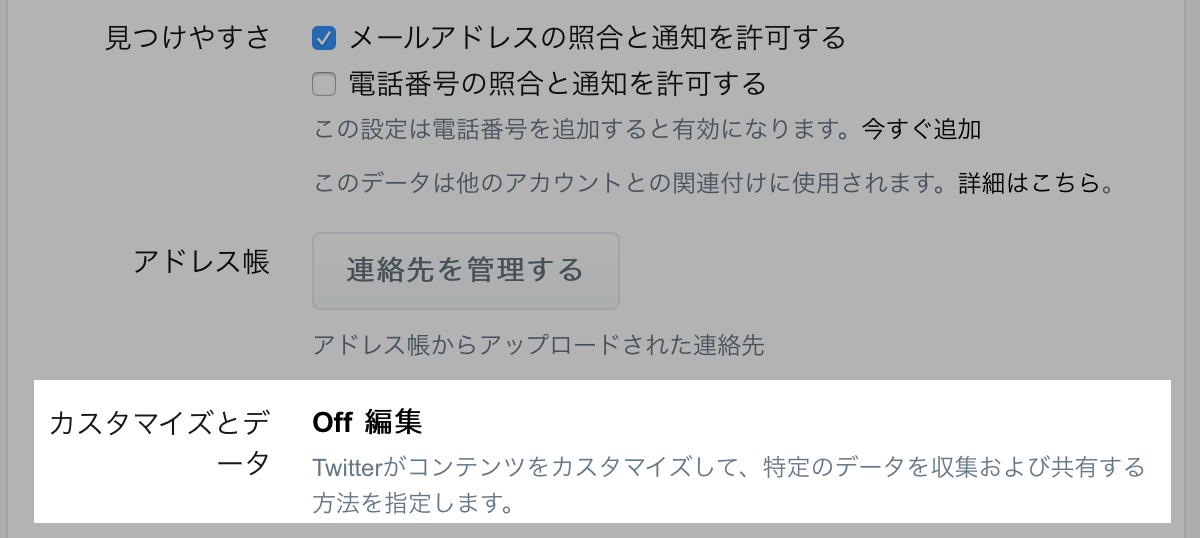 見つけやすさ
メールアドレスの照合と通知を許可する
電話番号の照合と通知を許可する
この設定は電話番号を追加すると有効になります。今すぐ追加
このデータは他のアカウントとの関連付けに使用されます。詳細はこちら。
アドレス帳
連絡先を管理する
アドレス帳からアップロードされた連絡先
カスタマイズとデ
ータ
Off 編集
Twitterがコンテンツをカスタマイズして、特定のデータを収集および共有する
方法を指定します。